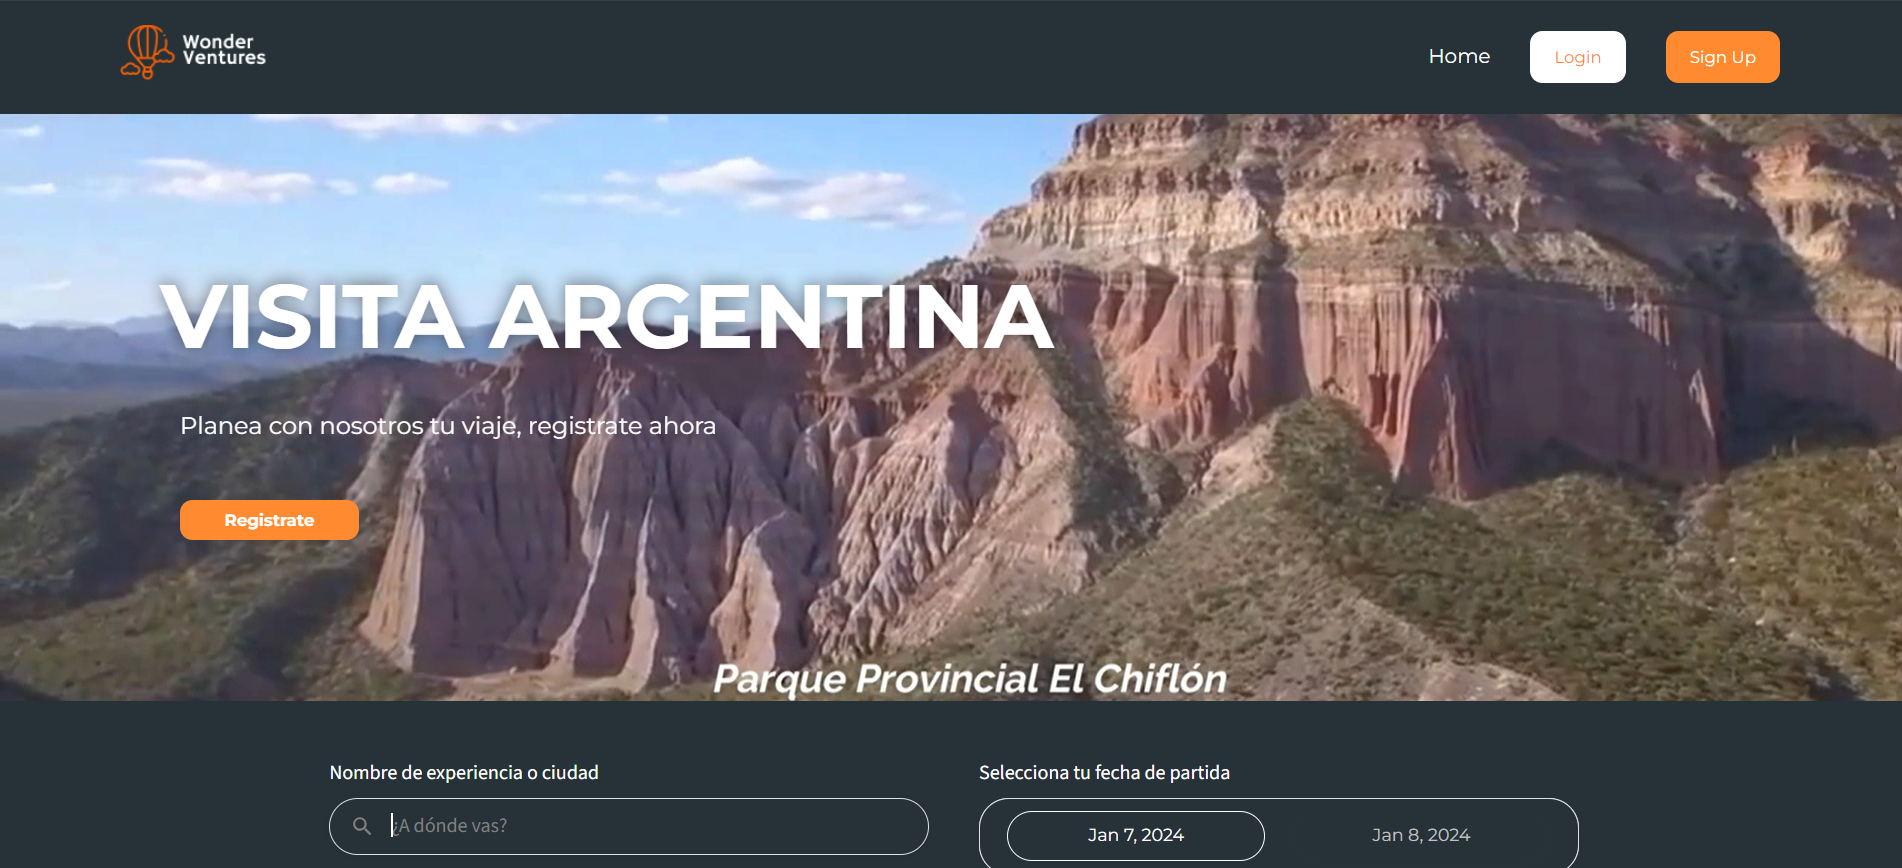 Wonder
Ventures
Home
Login
Sign Up
VISITA ARGENTINA
Planea con nosotros tu viaje, registrate ahora
Registrate
Parque Provincial El Chiflón
Nombre de experiencia o ciudad
Selecciona tu fecha de partida
¿A dónde vas?
Jan 7, 2024
Jan 8, 2024